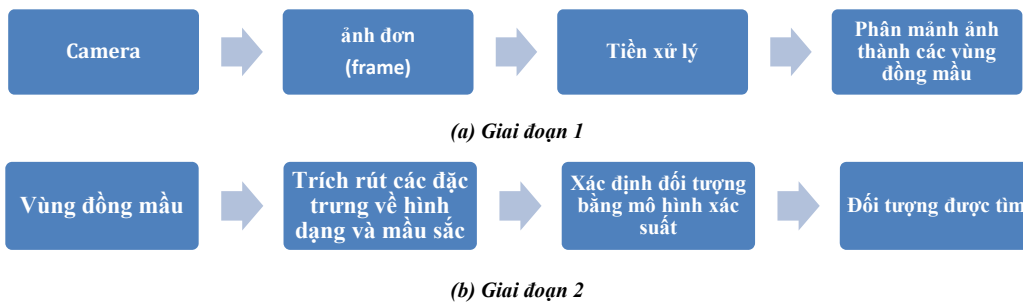 Camera
ảnh đơn
(frame)
Tiền xử lý
Phân mảnh ảnh
thành các vùng
đồng mầu
(a) Giai đoạn 1
Vùng đồng mầu
Trích rút các đặc
trưng về hình
dạng và mầu sắc
Xác định đối tượng
bằng mô hình xác
suất
Đối tượng được tìm
(b) Giai đoạn 2